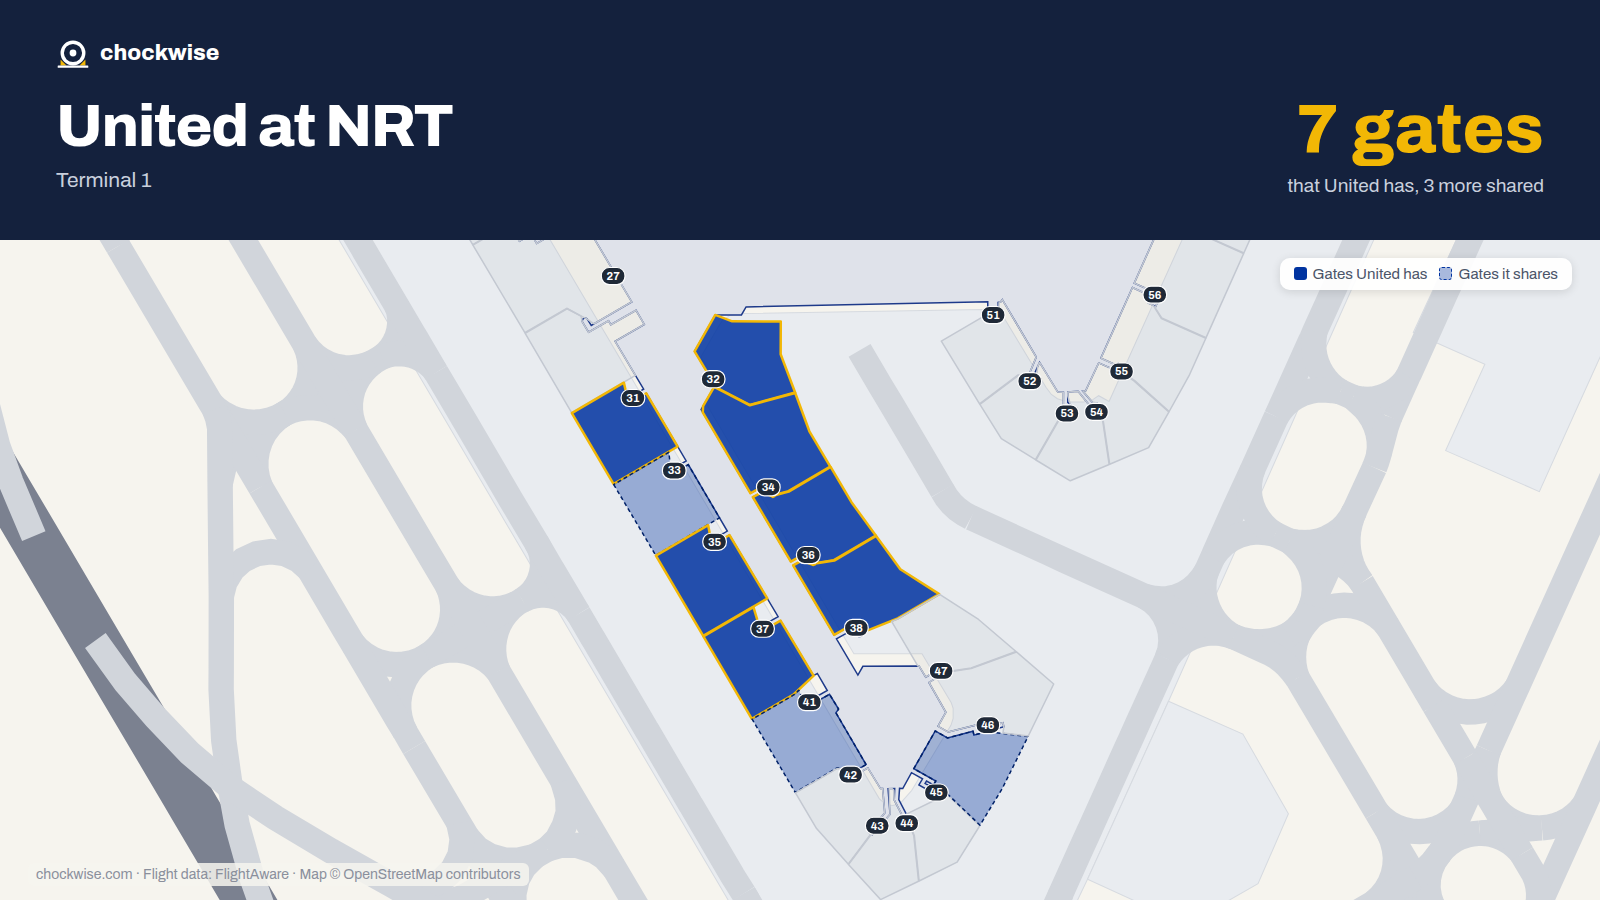 chockwise
United at NRT
Terminal 1
7 gates
that United has, 3 more shared
Gates United has
Gates it shares
27
56
51
32
52
55
31
53
54
33
34
35
36
37
38
47
41
46
42
45
43
44
chockwise.com · Flight data: FlightAware · Map © OpenStreetMap contributors